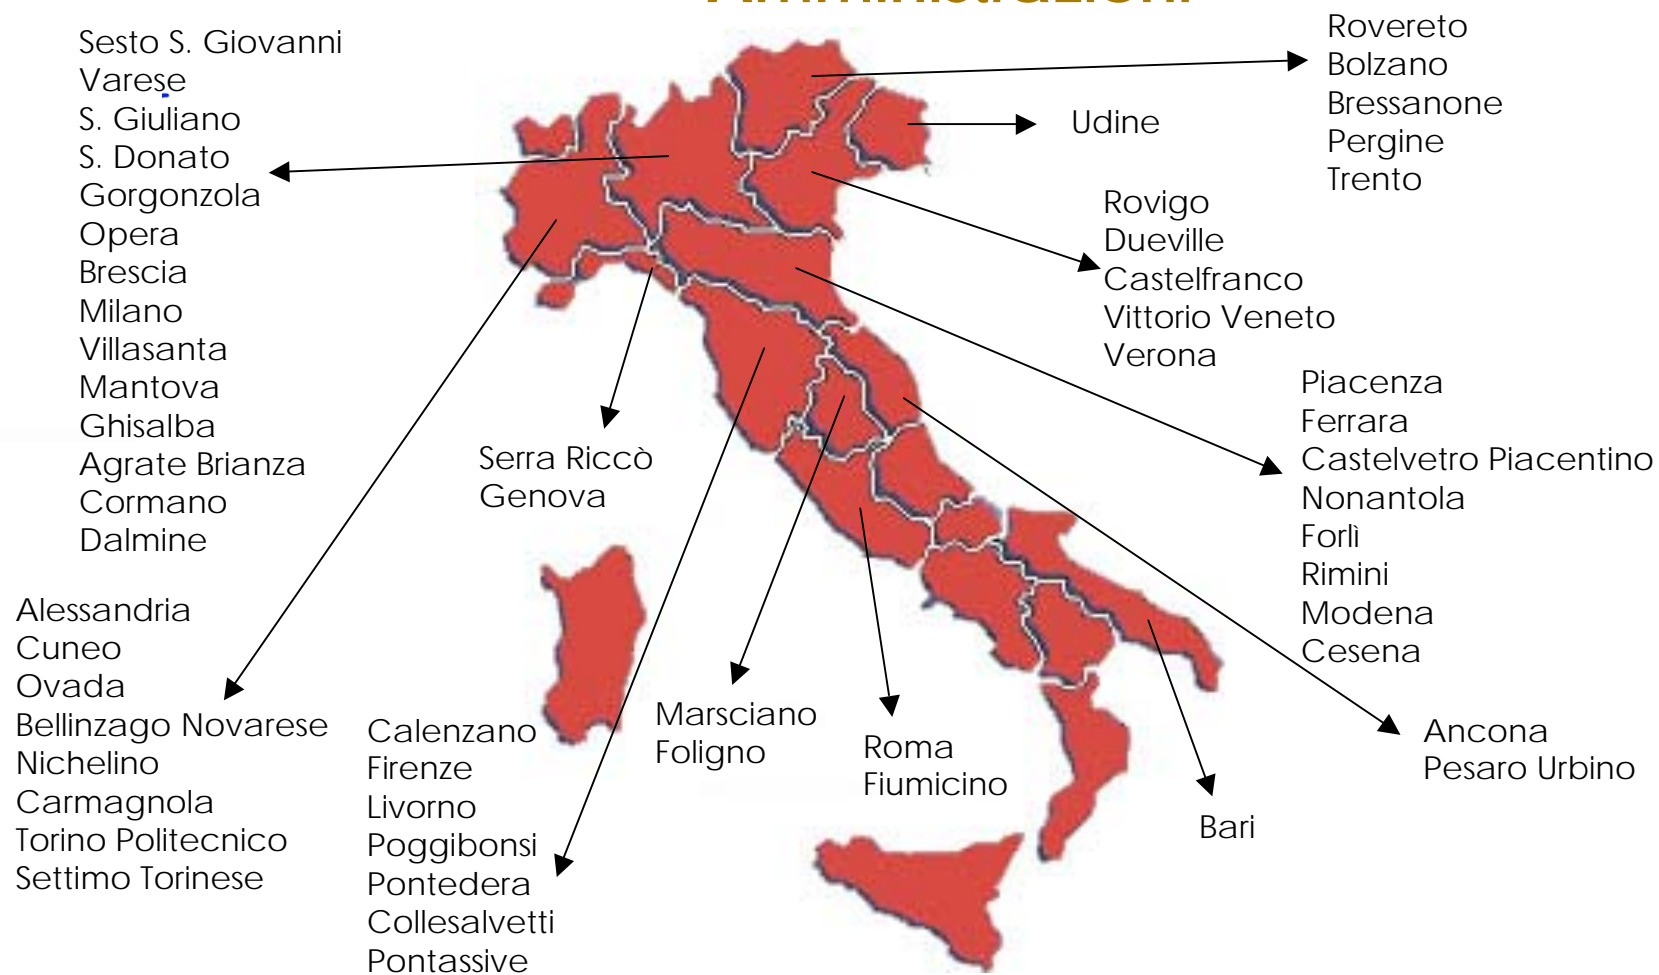 Amministrazioni
Sesto S. Giovanni
Varese
S. Giuliano
S. Donato
Gorgonzola
Opera
Brescia
Milano
Villasanta
Mantova
Ghisalba
Agrate Brianza
Cormano
Dalmine
Rovereto
Bolzano
Bressanone
Pergine
Trento
Udine
Rovigo
Dueville
Castelfranco
Vittorio Veneto
Verona
Piacenza
Ferrara
Castelvetro Piacentino
Nonantola
Forlì
Rimini
Modena
Cesena
Serra Riccò
Genova
Alessandria
Cuneo
Ovada
Bellinzago Novarese
Nichelino
Carmagnola
Torino Politecnico
Settimo Torinese
Calenzano
Firenze
Livorno
Poggibonsi
Pontedera
Collesalvetti
Pontassive
Marsciano
Foligno
Roma
Fiumicino
Bari
Ancona
Pesaro Urbino